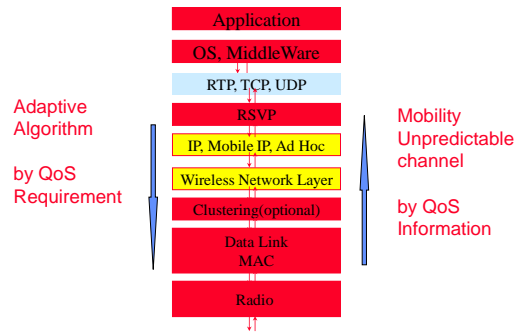 Application
OS, MiddleWare
RTP, TCP, UDP
RSVP
IP, Mobile IP, Ad Hoc
Wireless Network Layer
Clustering(optional)
Data Link
MAC
Radio
Adaptive
Algorithm
by QoS
Requirement
Mobility
Unpredictable
channel
by QoS
Information